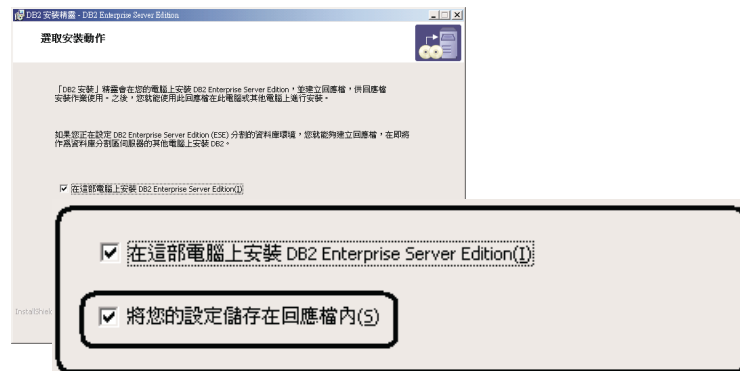 DB2 安裝精靈 - DB2 Enterprise Server Edition
選取安裝動作
「DB2 安裝」精靈會在您的電腦上安裝 DB2 Enterprise Server Edition，並建立回應檔，供回應檔
安裝作業使用。之後，您就能使用此回應檔在此電腦或其他電腦上進行安裝。
如果您正在設定 DB2 Enterprise Server Edition (ESE) 分割的資料庫環境，您就能夠建立回應檔，在即將
作為資料庫分割區伺服器的其他電腦上安裝 DB2。
在這部電腦上安裝 DB2 Enterprise Server Edition(I)
在這部電腦上安裝 DB2 Enterprise Server Edition(I)
將您的設定儲存在回應檔內(S)
InstallShiek